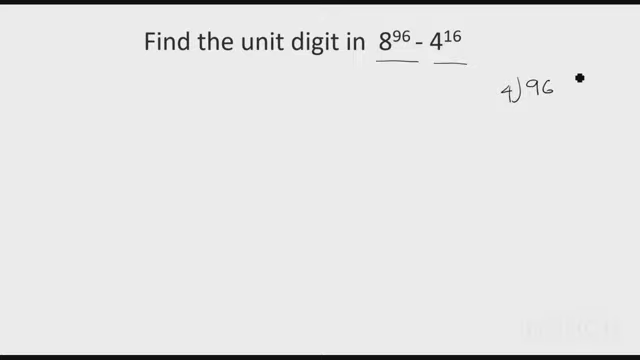 Find the unit digit in 8⁹⁶ - 4¹⁶
4)96